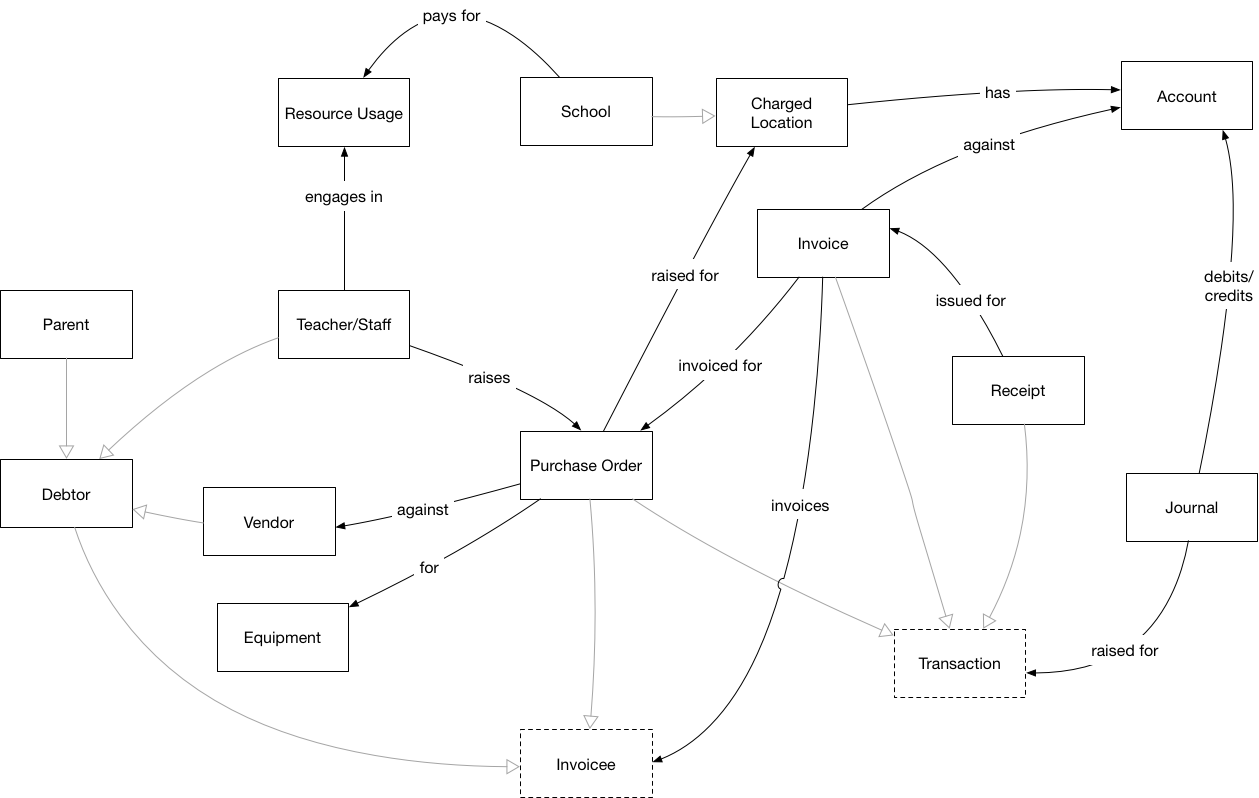 pays for
Resource Usage
School
Charged
Location
has
Account
against
engages in
Invoice
raised for
debits/
credits
issued for
Parent
Teacher/Staff
raises
invoiced for
Receipt
Purchase Order
Debtor
Vendor
against
invoices
Journal
for
Equipment
raised for
Transaction
Invoicee